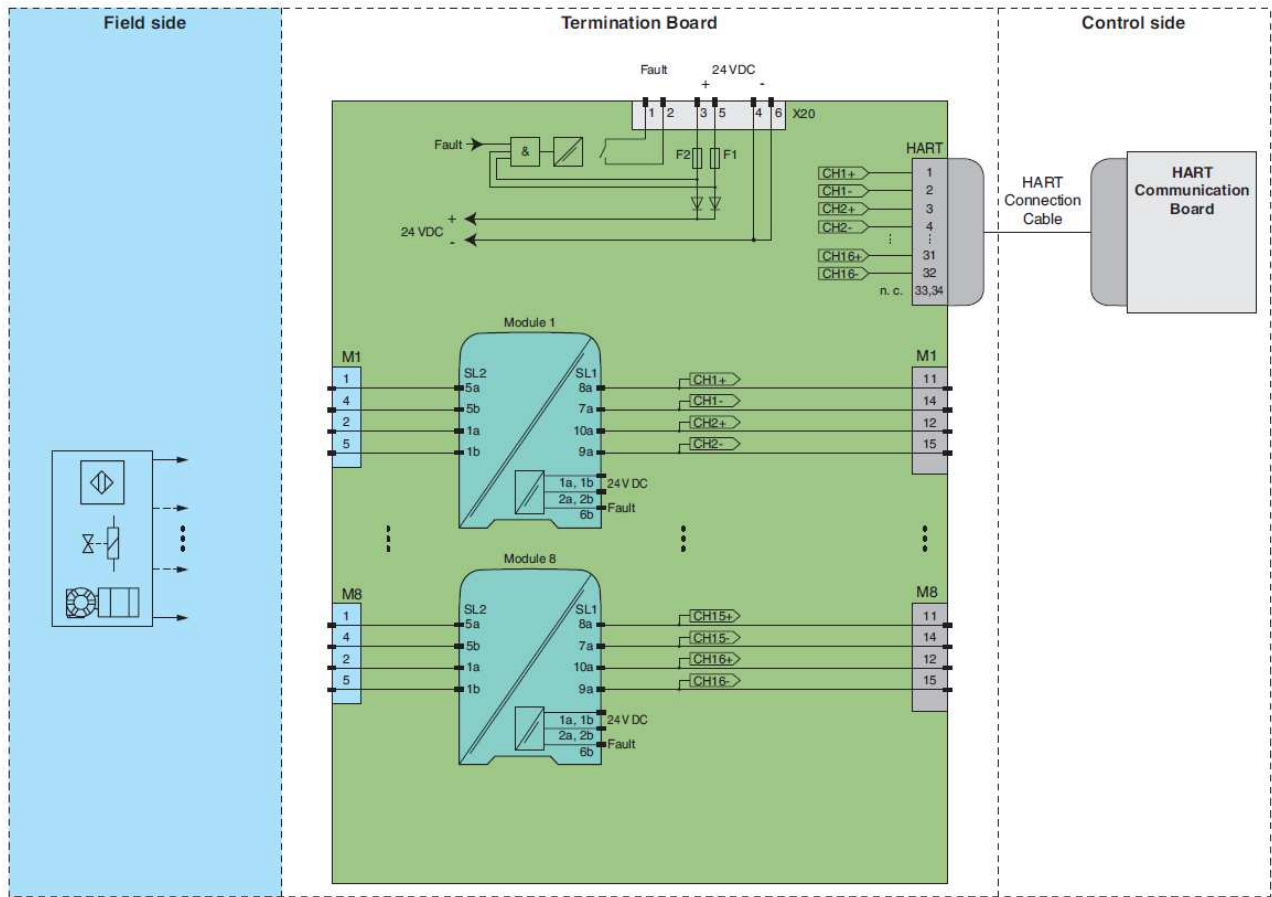 Field side
Termination Board
Control side
Fault
24 VDC
+
-
1
2
3
5
4
6
X20
Fault
&
F2
F1
+
24 VDC
-
HART
CH1+
1
CH1-
2
CH2+
3
CH2-
4
CH16+
31
CH16-
32
n. c.
33,34
HART
Connection
Cable
HART
Communication
Board
Module 1
M1
1
4
2
5
SL2
5a
5b
1a
1b
SL1
8a
7a
10a
9a
1a, 1b
2a, 2b
6b
24 V DC
Fault
CH1+
CH1-
CH2+
CH2-
M1
11
14
12
15
Module 8
M8
1
4
2
5
SL2
5a
5b
1a
1b
SL1
8a
7a
10a
9a
1a, 1b
2a, 2b
6b
24 V DC
Fault
CH15+
CH15-
CH16+
CH16-
M8
11
14
12
15